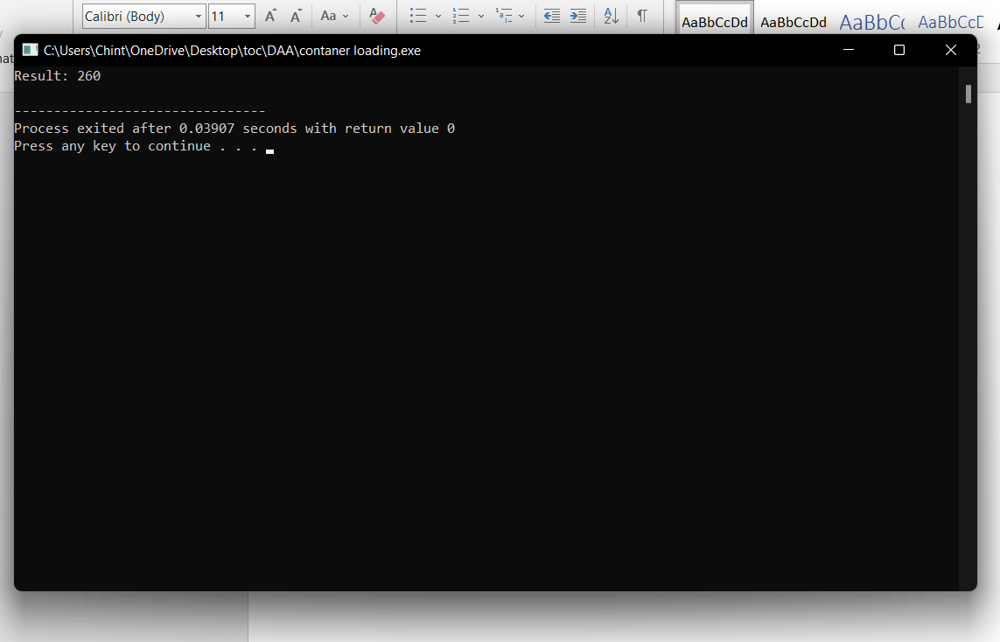 Calibri (Body) 11 A A Aa A
AaBbCcDd AaBbCcDd AaBbC AaBbCcD
C:\Users\Chint\OneDrive\Desktop\toc\DAA\contaner loading.exe
Result: 260
--------------------------------
Process exited after 0.03907 seconds with return value 0
Press any key to continue . . .